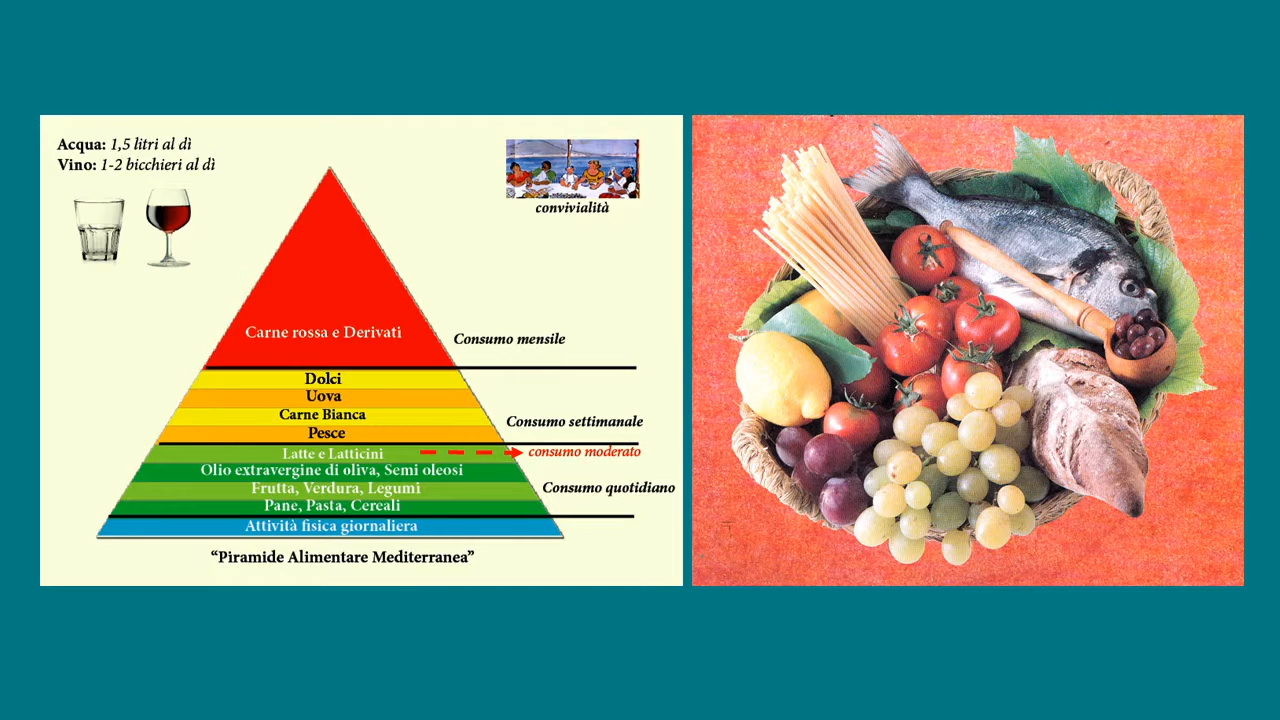 Acqua: 1,5 litri al dì
Vino: 1-2 bicchieri al dì
convivialità
Carne rossa e Derivati
Consumo mensile
Dolci
Uova
Carne Bianca
Consumo settimanale
Pesce
Latte e Latticini
consumo moderato
Olio extravergine di oliva, Semi oleosi
Frutta, Verdura, Legumi
Consumo quotidiano
Pane, Pasta, Cereali
Attività fisica giornaliera
“Piramide Alimentare Mediterranea”